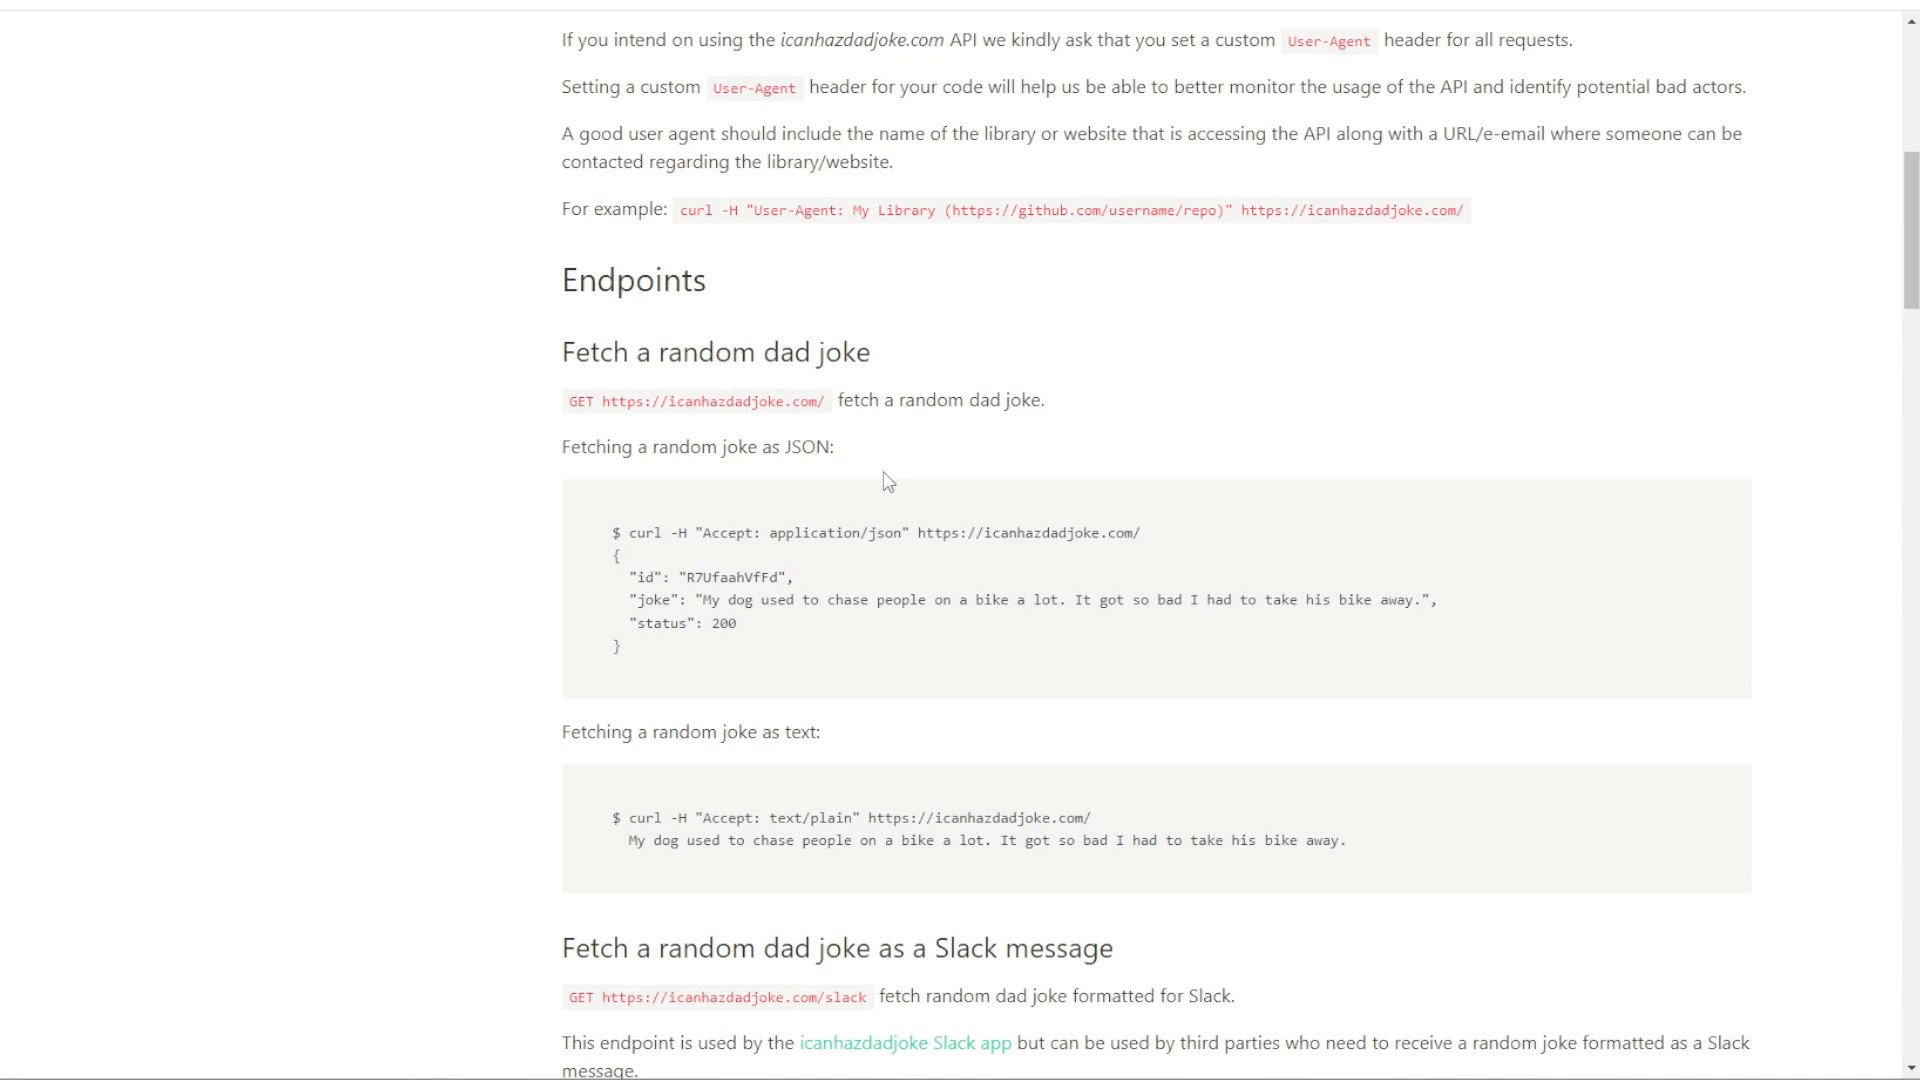 If you intend on using the icanhazdadjoke.com API we kindly ask that you set a custom User-Agent header for all requests.
Setting a custom User-Agent header for your code will help us be able to better monitor the usage of the API and identify potential bad actors.
A good user agent should include the name of the library or website that is accessing the API along with a URL/e-email where someone can be
contacted regarding the library/website.
For example: curl -H "User-Agent: My Library (https://github.com/username/repo)" https://icanhazdadjoke.com/
Endpoints
Fetch a random dad joke
GET https://icanhazdadjoke.com/ fetch a random dad joke.
Fetching a random joke as JSON:
$ curl -H "Accept: application/json" https://icanhazdadjoke.com/
{
"id": "R7UfaahVfFd",
"joke": "My dog used to chase people on a bike a lot. It got so bad I had to take his bike away.",
"status": 200
}
Fetching a random joke as text:
$ curl -H "Accept: text/plain" https://icanhazdadjoke.com/
My dog used to chase people on a bike a lot. It got so bad I had to take his bike away.
Fetch a random dad joke as a Slack message
GET https://icanhazdadjoke.com/slack fetch random dad joke formatted for Slack.
This endpoint is used by the icanhazdadjoke Slack app but can be used by third parties who need to receive a random joke formatted as a Slack
message.